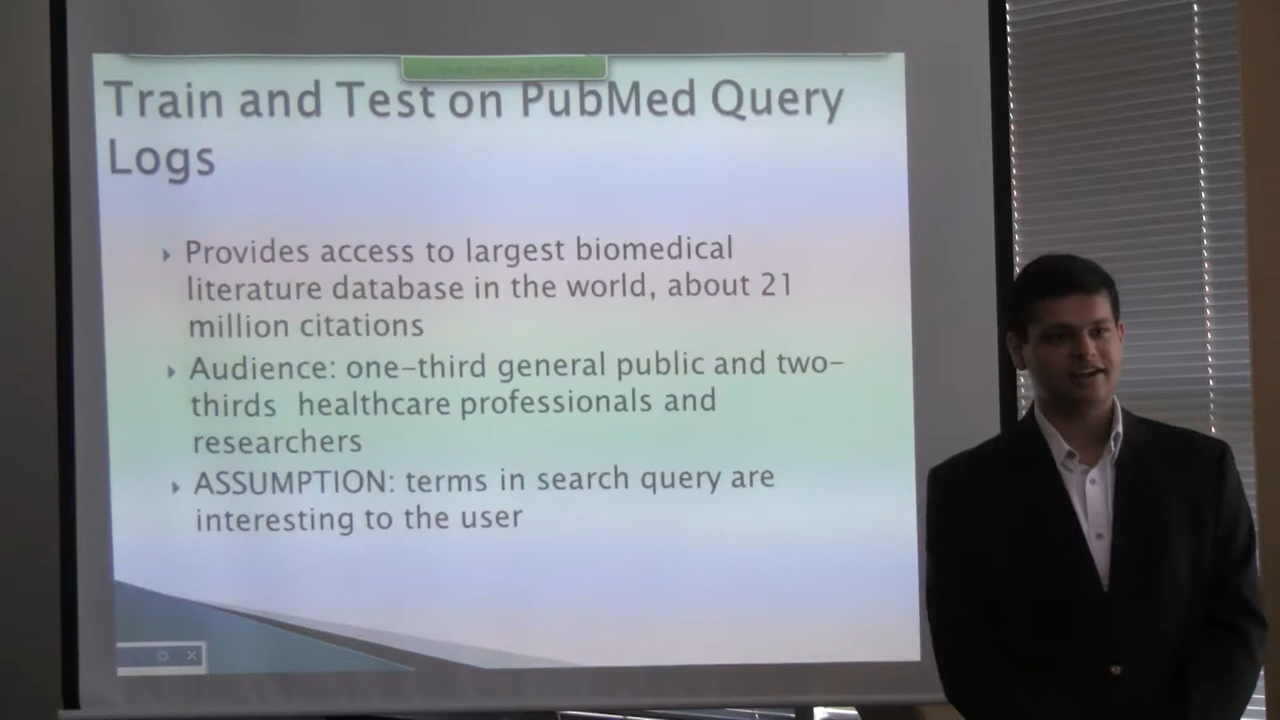 Train and Test on PubMed Query
Logs
Provides access to largest biomedical
literature database in the world, about 21
million citations
Audience: one-third general public and two-
thirds healthcare professionals and
researchers
ASSUMPTION: terms in search query are
interesting to the user